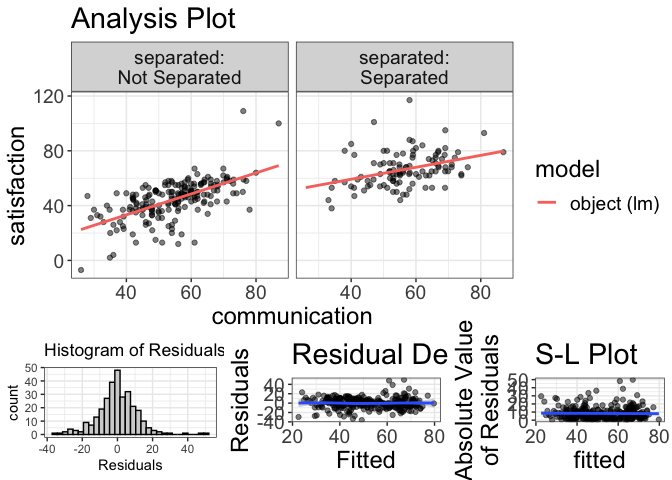 Analysis Plot
separated:
Not Separated
separated:
Separated
satisfaction
120
80
40
0
40
60
80
40
60
80
communication
model
object (lm)
Histogram of Residuals
count
50
40
30
20
10
0
-40
-20
0
20
40
Residuals
Residual De
Residuals
40
20
0
-20
-40
20
40
60
80
Fitted
S-L Plot
Absolute Value
of Residuals
50
40
30
20
10
0
20
40
60
80
fitted